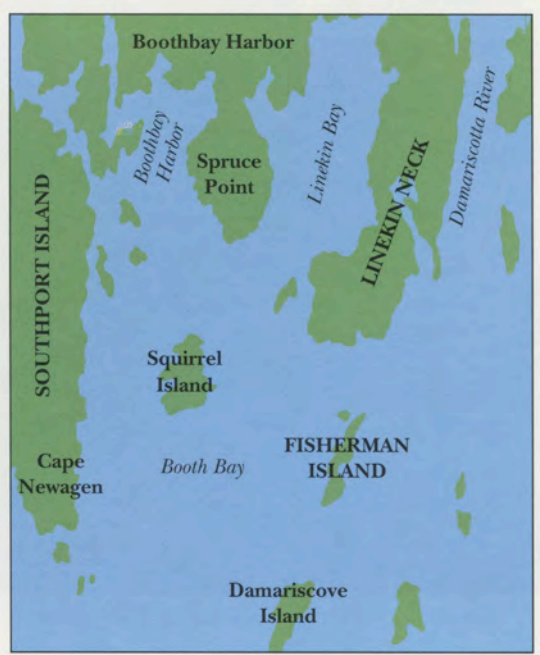 Boothbay Harbor
Boothbay
Harbor
Spruce
Point
Linekin Bay
LINEKIN NECK
Damariscotta River
SOUTHPORT ISLAND
Squirrel
Island
Cape
Newagen
Booth Bay
FISHERMAN
ISLAND
Damariscove
Island